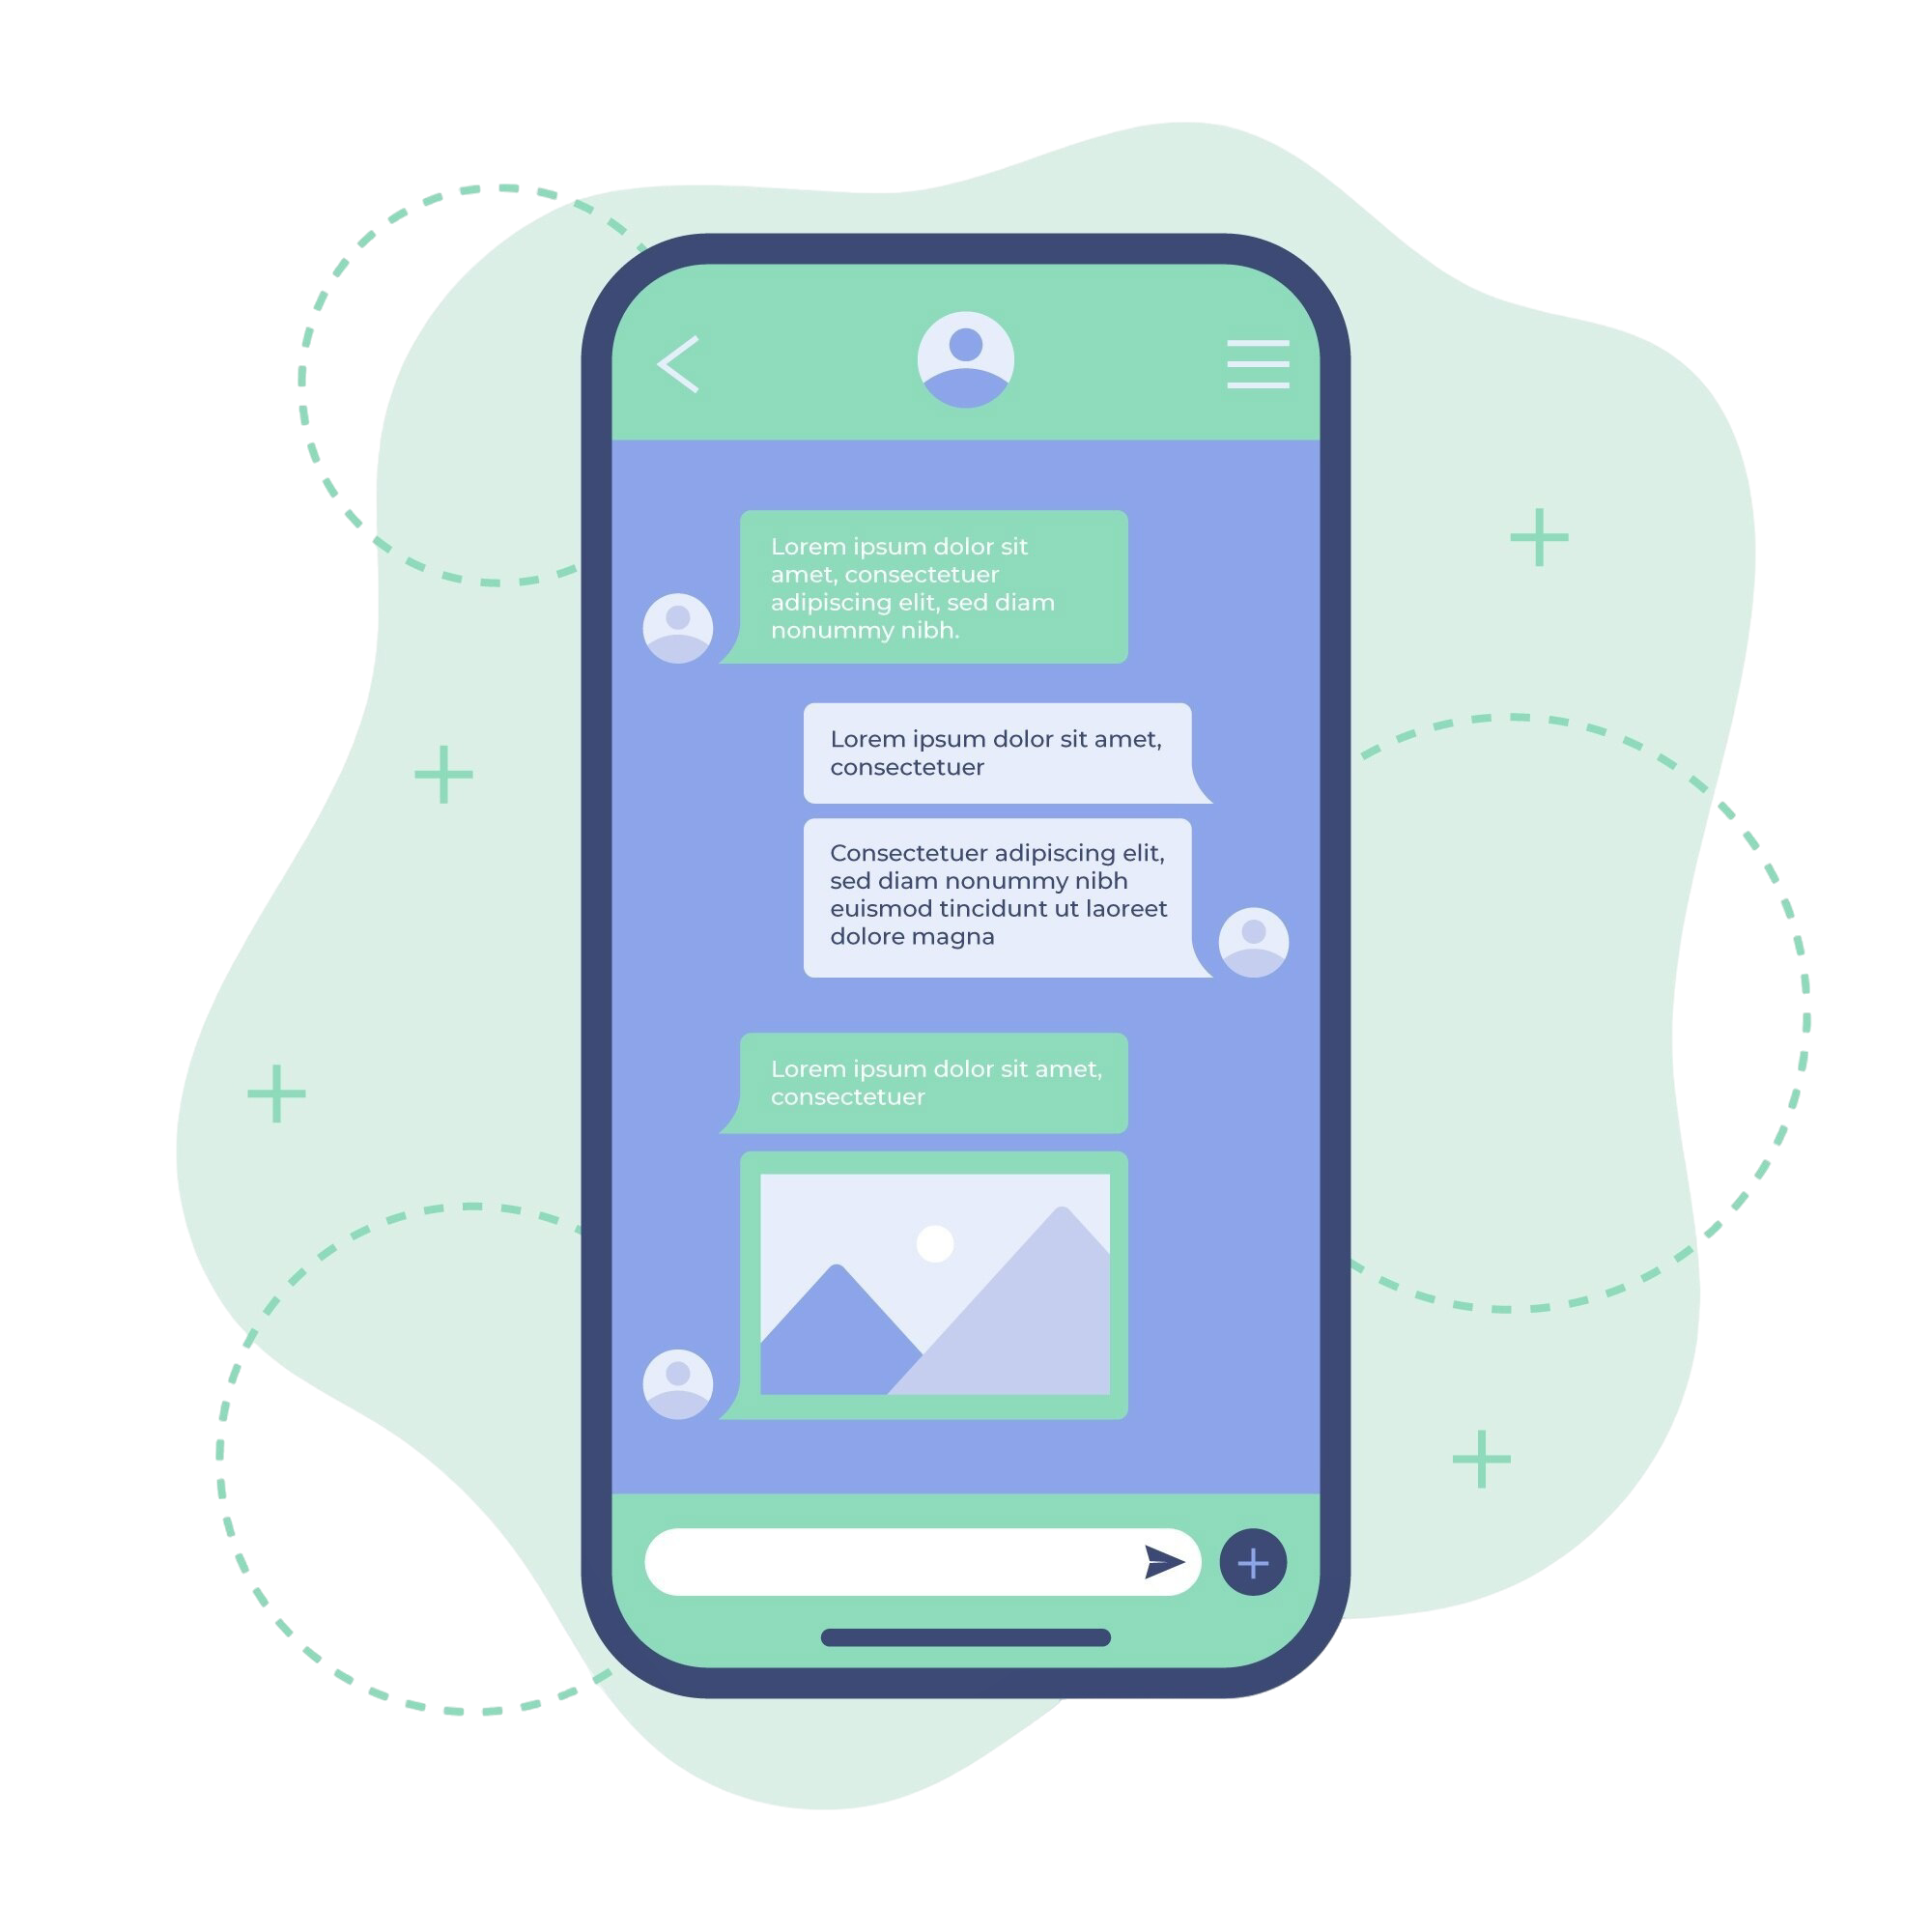 Lorem ipsum dolor sit
amet, consectetuer
adipiscing elit, sed diam
nonummy nibh.
Lorem ipsum dolor sit amet,
consectetuer
Consectetuer adipiscing elit,
sed diam nonummy nibh
euismod tincidunt ut laoreet
dolore magna
Lorem ipsum dolor sit amet,
consectetuer